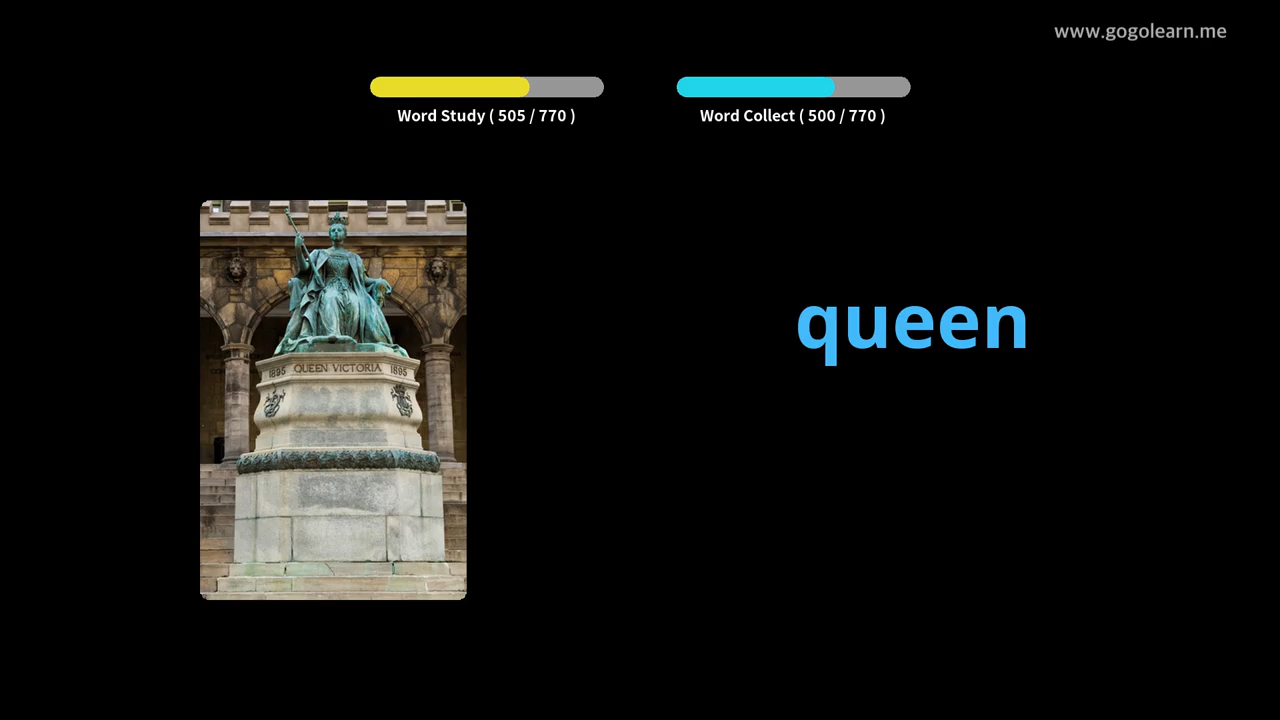 www.gogolearn.me
Word Study ( 505 / 770 )
Word Collect ( 500 / 770 )
1895 QUEEN VICTORIA 1895
queen